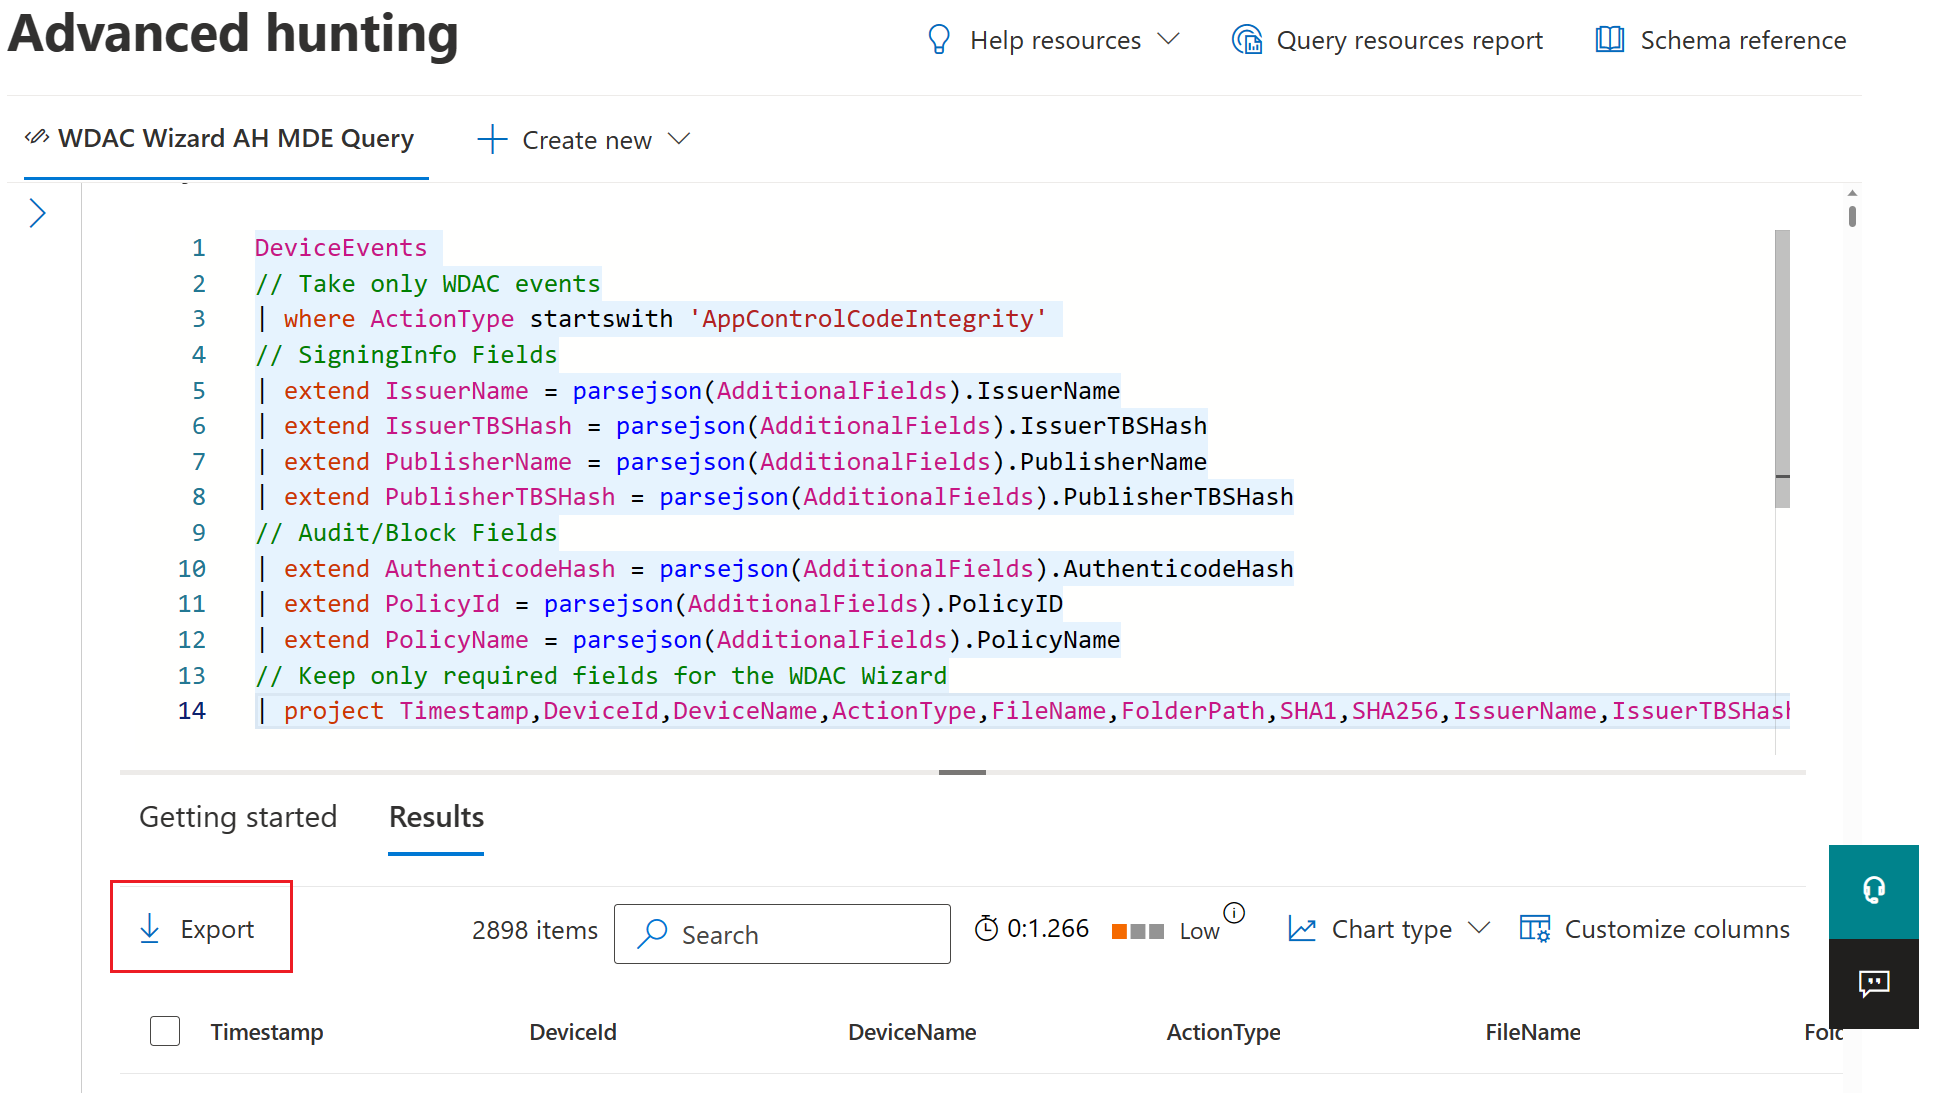 Advanced hunting
Help resources
Query resources report
Schema reference
WDAC Wizard AH MDE Query
Create new
1 DeviceEvents
2 // Take only WDAC events
3 | where ActionType startswith 'AppControlCodeIntegrity'
4 // SigningInfo Fields
5 | extend IssuerName = parsejson(AdditionalFields).IssuerName
6 | extend IssuerTBSHash = parsejson(AdditionalFields).IssuerTBSHash
7 | extend PublisherName = parsejson(AdditionalFields).PublisherName
8 | extend PublisherTBSHash = parsejson(AdditionalFields).PublisherTBSHash
9 // Audit/Block Fields
10 | extend AuthenticodeHash = parsejson(AdditionalFields).AuthenticodeHash
11 | extend PolicyId = parsejson(AdditionalFields).PolicyID
12 | extend PolicyName = parsejson(AdditionalFields).PolicyName
13 // Keep only required fields for the WDAC Wizard
14 | project Timestamp,DeviceId,DeviceName,ActionType,FileName,FolderPath,SHA1,SHA256,IssuerName,IssuerTBSHash
Getting started
Results
Export
2898 items
Search
0:1.266
Low
Chart type
Customize columns
Timestamp
DeviceId
DeviceName
ActionType
FileName